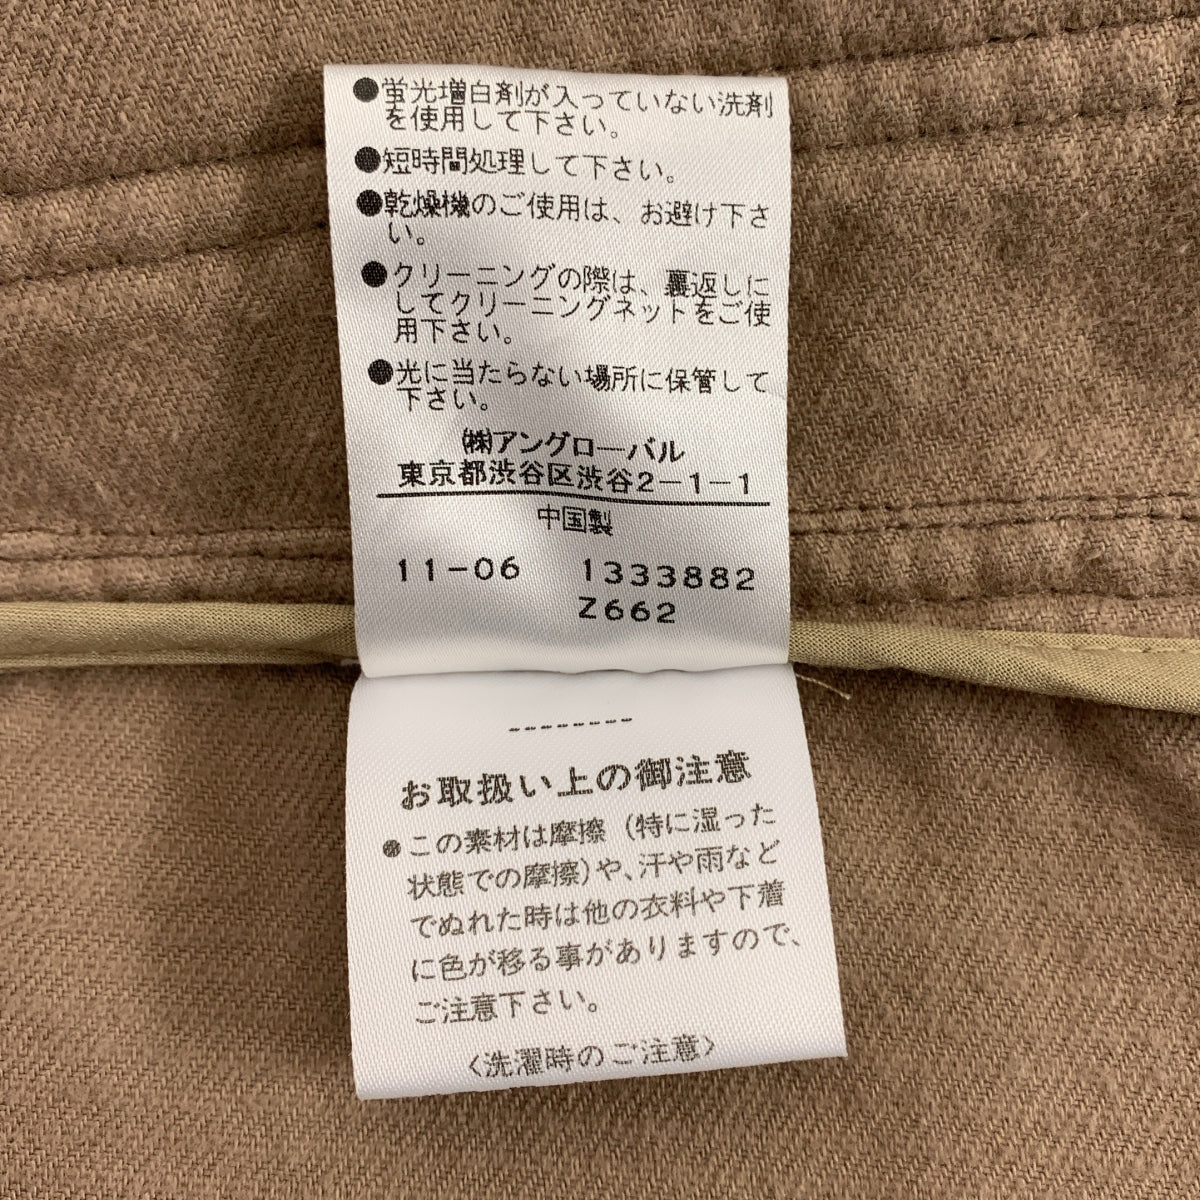 ●蛍光増白剤が入っていない洗剤
を使用して下さい。
●短時間処理して下さい。
●乾燥機のご使用は、お避け下さ
い。
●クリーニングの際は、裏返しに
してクリーニングネットをご使
用下さい。
●光に当たらない場所に保管して
下さい。
㈱アングローバル
東京都渋谷区渋谷2-1-1
中国製
11-06 1333882
Z662
--------
お取扱い上の御注意
●この素材は摩擦（特に湿った
状態での摩擦）や、汗や雨など
でぬれた時は他の衣料や下着
に色が移る事がありますので、
ご注意下さい。
〈洗濯時のご注意〉